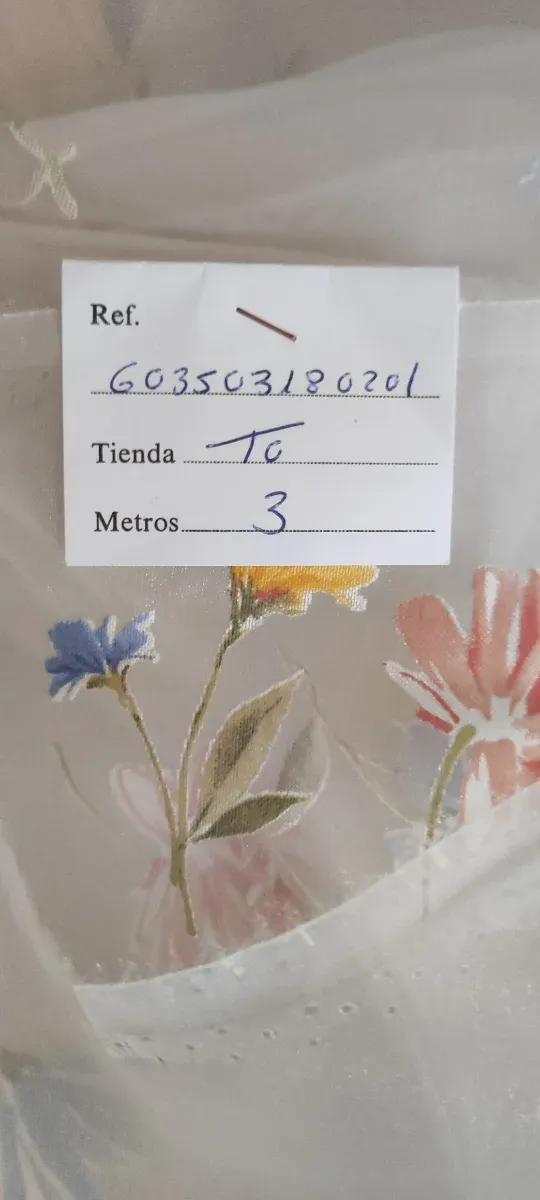 Ref.
603503180201
Tienda To
Metros 3